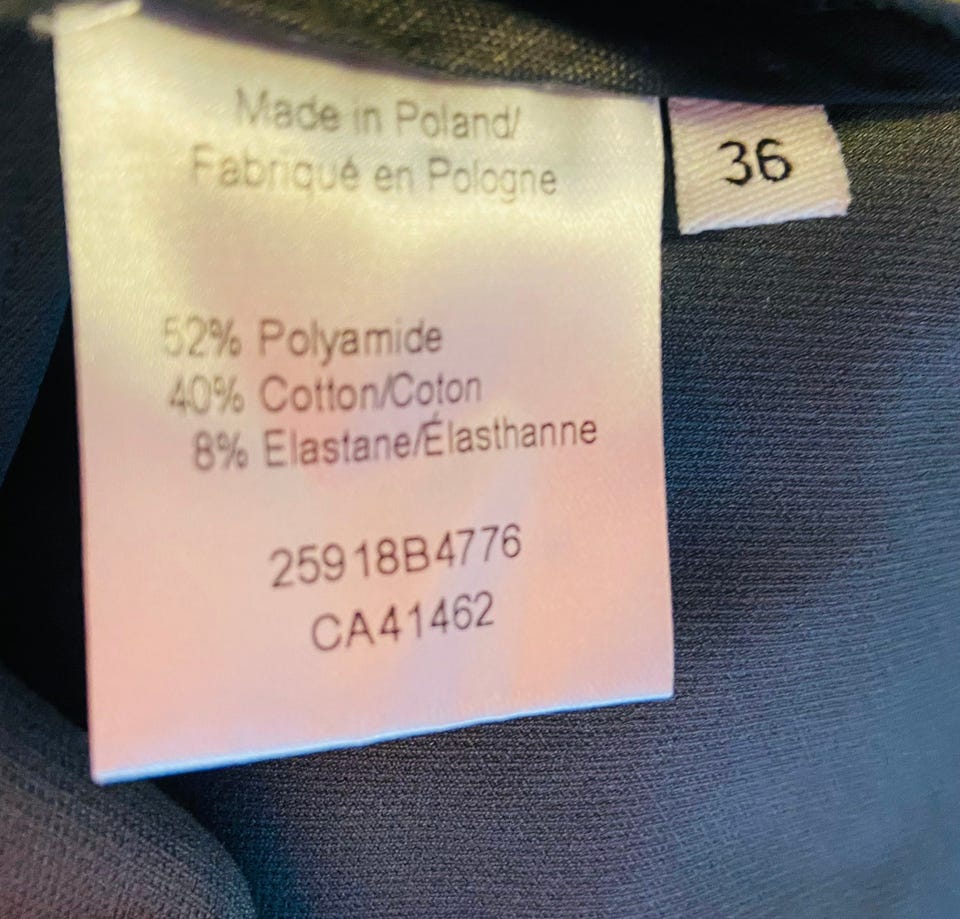 Made in Poland/
Fabriqué en Pologne
36
52% Polyamide
40% Cotton/Coton
8% Elastane/Élasthanne
25918B4776
CA41462